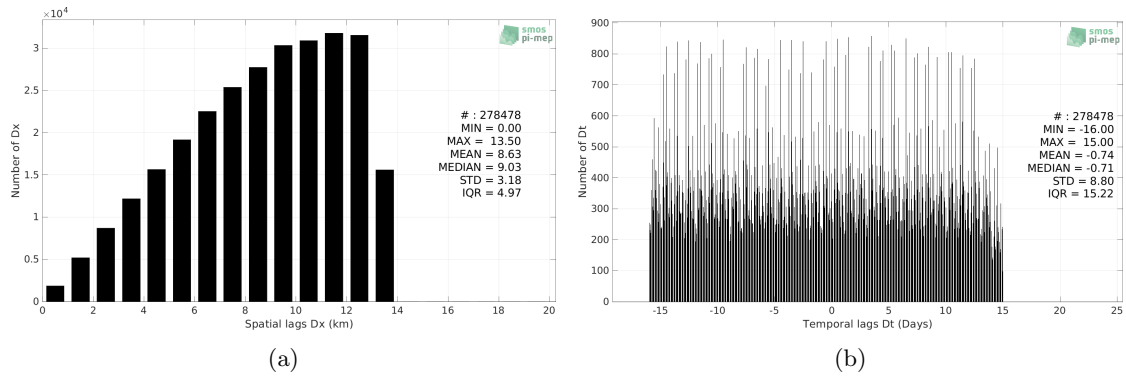 ×10⁴
3
2.5
2
1.5
1
0.5
0
0
2
4
6
8
10
12
14
16
18
20
Number of Dx
Spatial lags Dx (km)
smos
pi-mep
# : 278478
MIN = 0.00
MAX = 13.50
MEAN = 8.63
MEDIAN = 9.03
STD = 3.18
IQR = 4.97
(a)
900
800
700
600
500
400
300
200
100
0
-15
-10
-5
0
5
10
15
20
25
Number of Dt
Temporal lags Dt (Days)
smos
pi-mep
# : 278478
MIN = -16.00
MAX = 15.00
MEAN = -0.74
MEDIAN = -0.71
STD = 8.80
IQR = 15.22
(b)